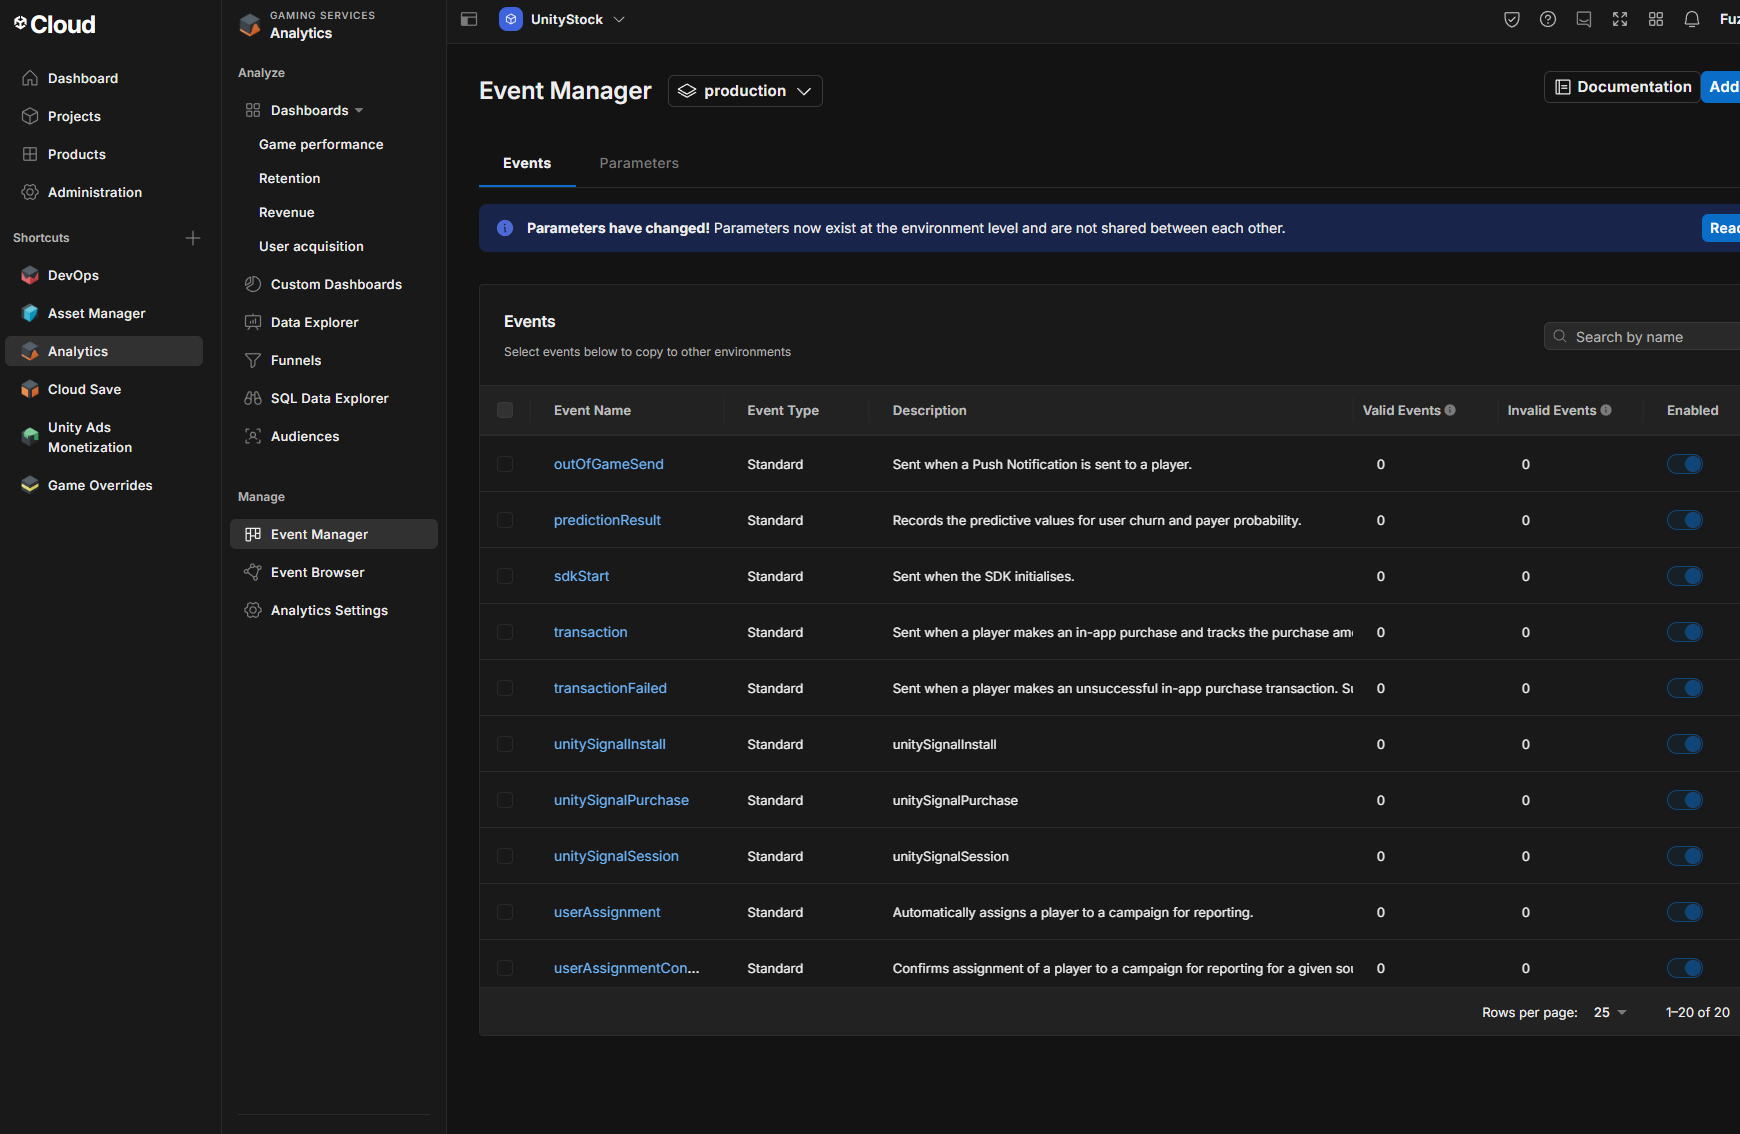 Cloud
Dashboard
Projects
Products
Administration
Shortcuts
DevOps
Asset Manager
Analytics
Cloud Save
Unity Ads
Monetization
Game Overrides
GAMING SERVICES
Analytics
Analyze
Dashboards
Game performance
Retention
Revenue
User acquisition
Custom Dashboards
Data Explorer
Funnels
SQL Data Explorer
Audiences
Manage
Event Manager
Event Browser
Analytics Settings
UnityStock
Fuz
Event Manager production
Documentation Add
Events Parameters
Parameters have changed! Parameters now exist at the environment level and are not shared between each other. Read
Events
Select events below to copy to other environments
Search by name
Event Name Event Type Description Valid Events Invalid Events Enabled
outOfGameSend Standard Sent when a Push Notification is sent to a player. 0 0
predictionResult Standard Records the predictive values for user churn and payer probability. 0 0
sdkStart Standard Sent when the SDK initialises. 0 0
transaction Standard Sent when a player makes an in-app purchase and tracks the purchase am 0 0
transactionFailed Standard Sent when a player makes an unsuccessful in-app purchase transaction. S 0 0
unitySignalInstall Standard unitySignalInstall 0 0
unitySignalPurchase Standard unitySignalPurchase 0 0
unitySignalSession Standard unitySignalSession 0 0
userAssignment Standard Automatically assigns a player to a campaign for reporting. 0 0
userAssignmentCon... Standard Confirms assignment of a player to a campaign for reporting for a given sou 0 0
Rows per page: 25 1–20 of 20